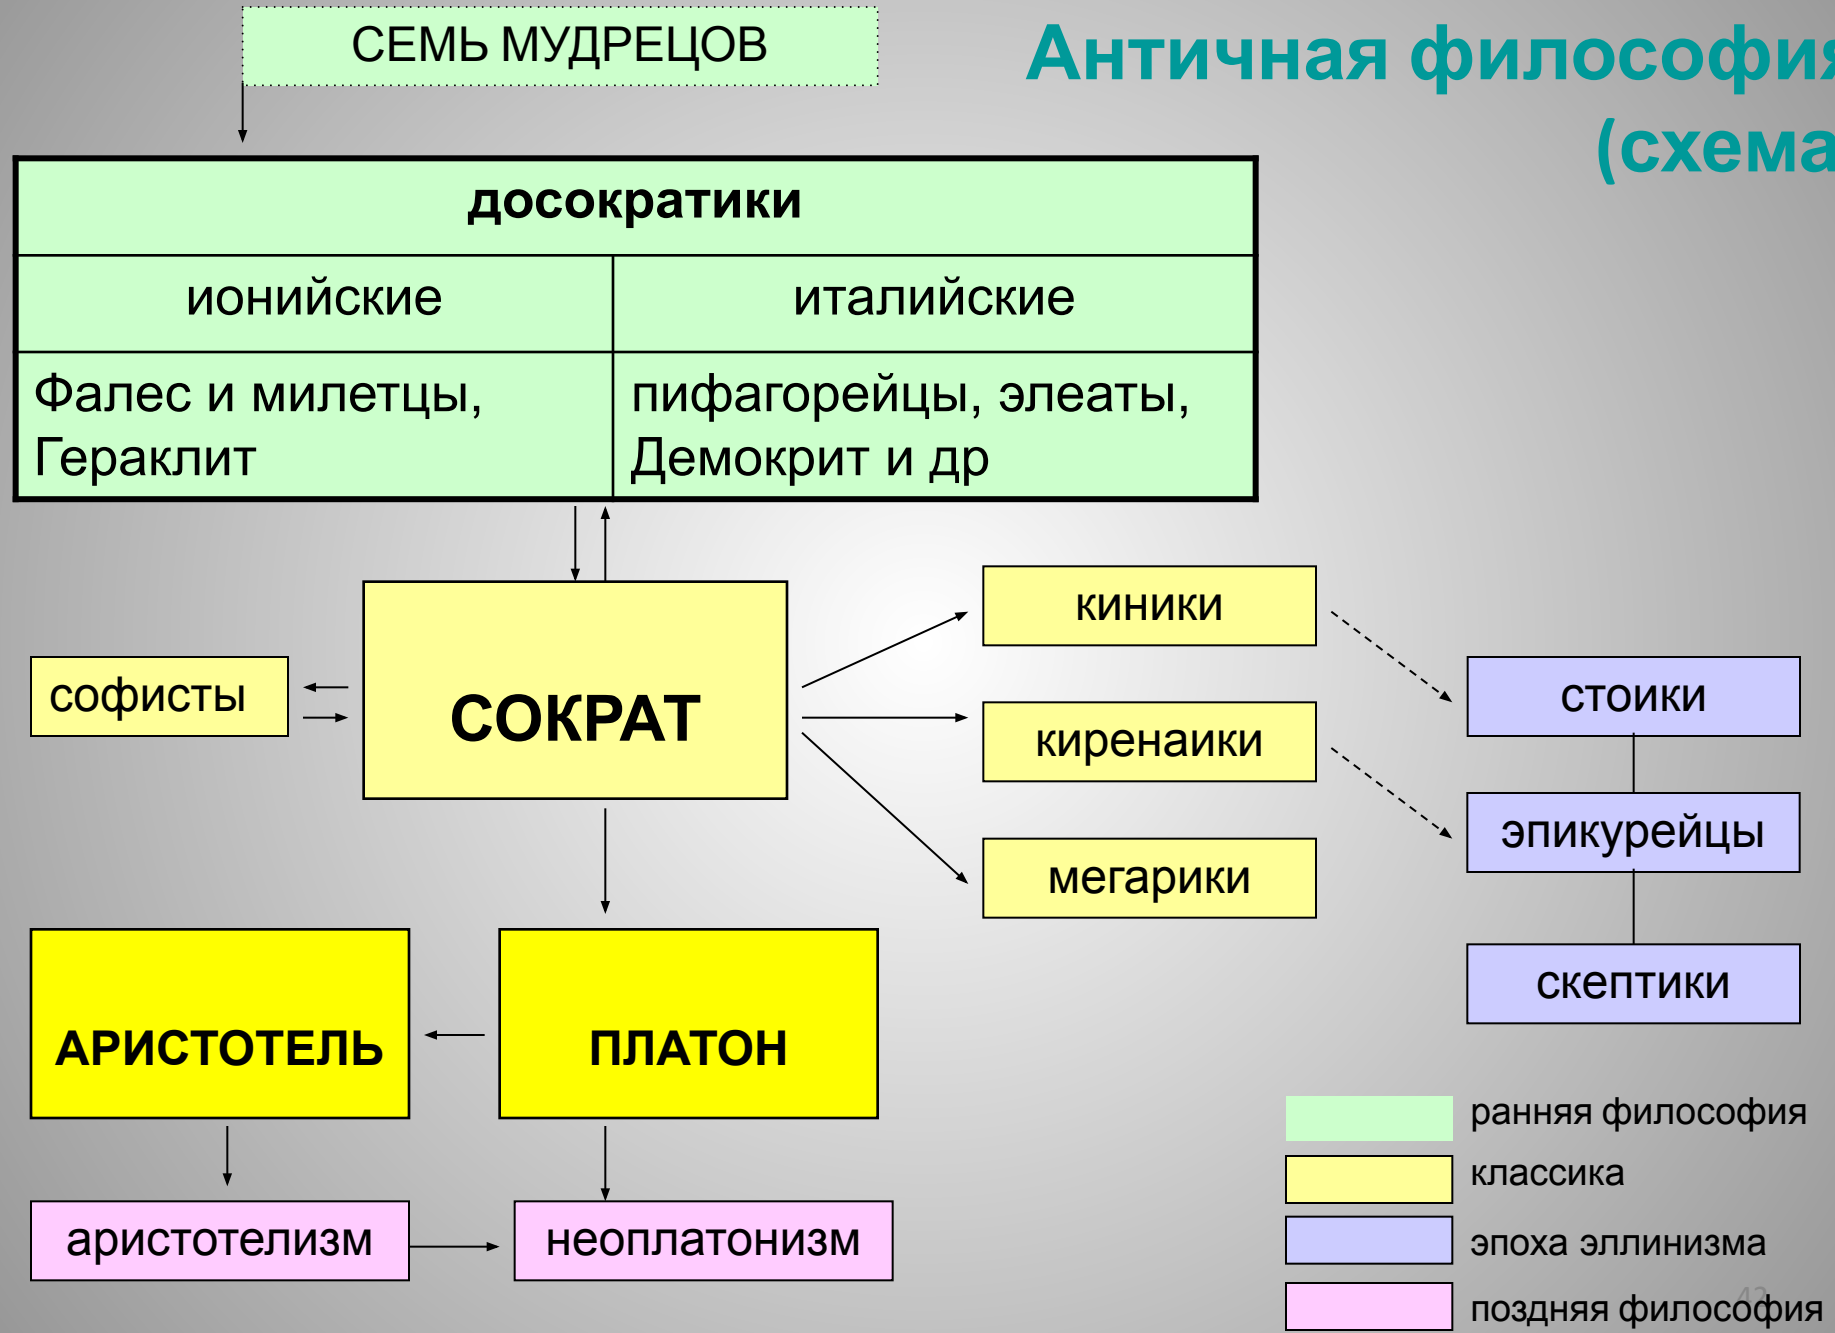 СЕМЬ МУДРЕЦОВ
Античная философия
(схема
досократики
ионийские
италийские
Фалес и милетцы,
Гераклит
пифагорейцы, элеаты,
Демокрит и др
софисты
СОКРАТ
киники
киренаики
мегарики
стоики
эпикурейцы
скептики
АРИСТОТЕЛЬ
ПЛАТОН
аристотелизм
неоплатонизм
ранняя философия
классика
эпоха эллинизма
поздняя философия
42